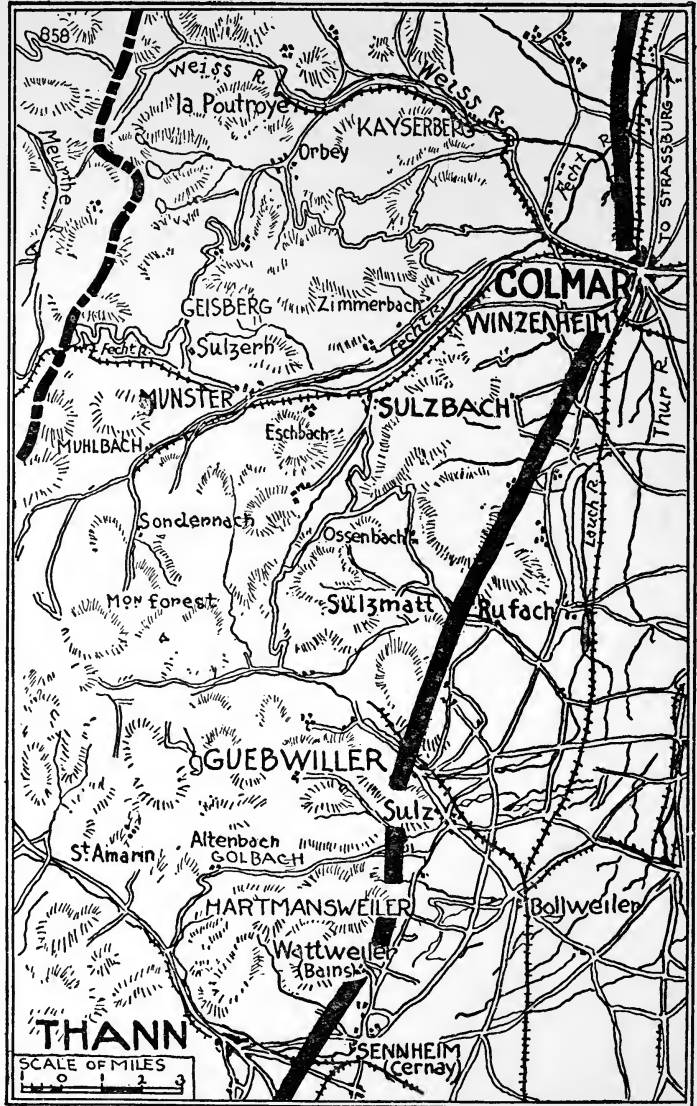 858
Weiss R.
Weiss R.
la Poutroye
KAYSERBERG
Orbey
Meurthe
Fecht R.
TO STRASSBURG
COLMAR
GEISBERG
Zimmerbach
Fecht R.
WINZENHEIM
Fecht R.
Sulzern
MUNSTER
SULZBACH
Thur R.
Eschbach
MUHLBACH
Lauch R.
Sondernach
Ossenbach
Mon forest
Sulzmatt
Rufach
GUEBWILLER
Sulz
Altenbach
GOLBACH
St Amarin
HARTMANSWEILER
Bollweiler
Wattweiler
(Bains)
THANN
SENNHEIM
(Cernay)
SCALE OF MILES
1 0 1 2 3